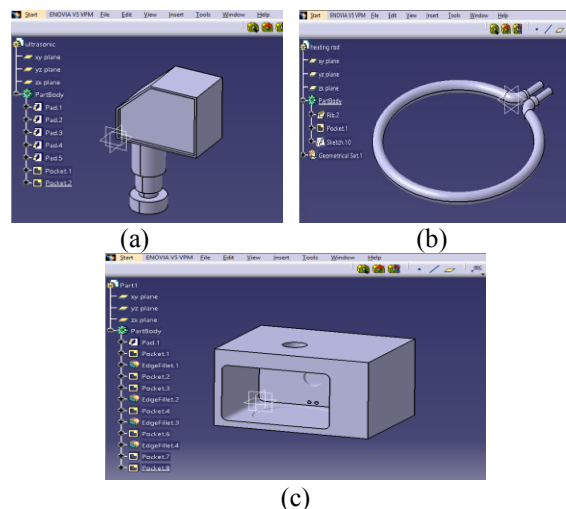 Start ENOVIA V5 VPM File Edit View Insert Tools Window Help
ultrasonic
xy plane
yz plane
zx plane
PartBody
Pad.1
Pad.2
Pad.3
Pad.4
Pad.5
Pocket.1
Pocket.2
(a)
Start ENOVIA V5 VPM File Edit View Insert Tools Window Help
heating rod
xy plane
yz plane
zx plane
PartBody
Rib.2
Pocket.1
Sketch.10
Geometrical Set.1
(b)
Start ENOVIA V5 VPM File Edit View Insert Tools Window Help
Part1
xy plane
yz plane
zx plane
PartBody
Pad.1
Pocket.1
EdgeFillet.1
Pocket.2
Pocket.3
EdgeFillet.2
Pocket.4
EdgeFillet.3
Pocket.6
EdgeFillet.4
Pocket.7
Pocket.8
(c)